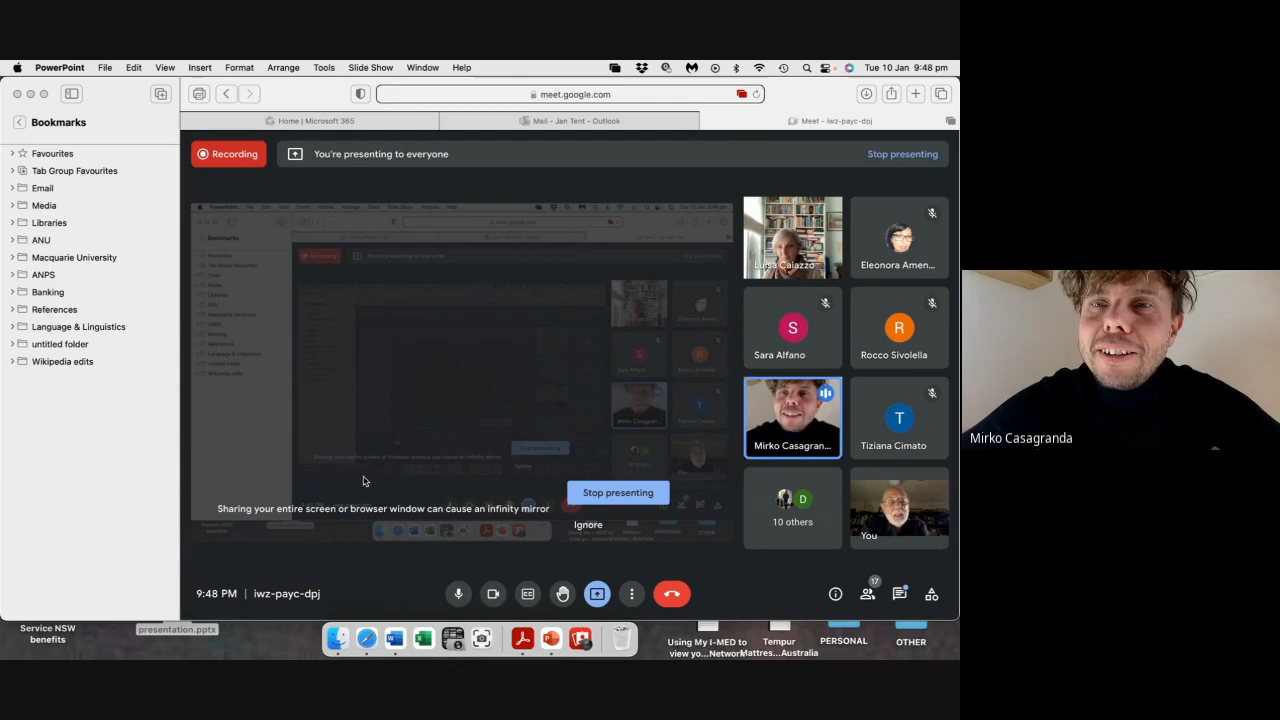 PowerPoint File Edit View Insert Format Arrange Tools Slide Show Window Help Tue 10 Jan 9:48 pm
meet.google.com
Bookmarks
Home | Microsoft 365 Mail – Jan Tent – Outlook Meet – iwz-payc-dpj
Favourites
Tab Group Favourites
Email
Media
Libraries
ANU
Macquarie University
ANPS
Banking
References
Language & Linguistics
untitled folder
Wikipedia edits
Recording You're presenting to everyone Stop presenting
Luisa Caiazzo Eleonora Amen...
S R
Sara Alfano Rocco Sivolella
T
Mirko Casagran... Tiziana Cimato
D
10 others You
Stop presenting
Sharing your entire screen or browser window can cause an infinity mirror
Ignore
9:48 PM | iwz-payc-dpj
17
Service NSW
benefits
presentation.pptx
Using My I-MED to
view yo...Network
Tempur
Mattres...Australia
PERSONAL
OTHER
Mirko Casagranda